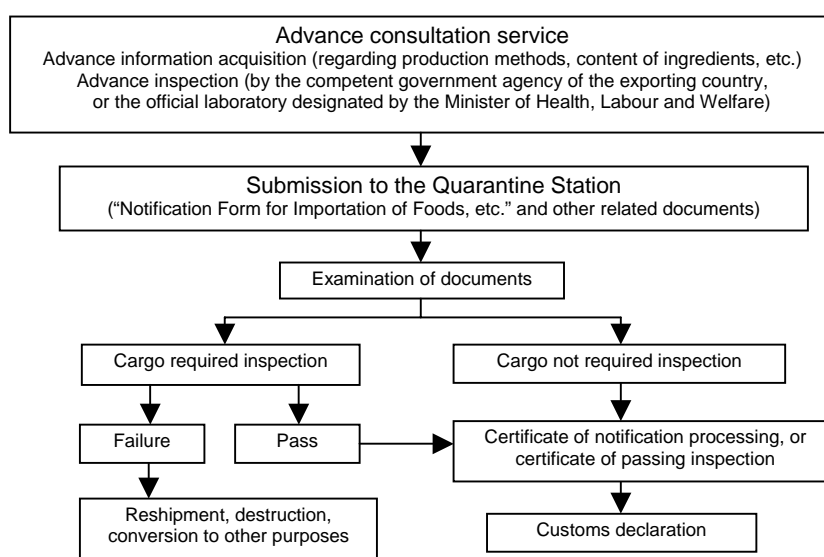 Advance consultation service
Advance information acquisition (regarding production methods, content of ingredients, etc.)
Advance inspection (by the competent government agency of the exporting country,
or the official laboratory designated by the Minister of Health, Labour and Welfare)
Submission to the Quarantine Station
(“Notification Form for Importation of Foods, etc.” and other related documents)
Examination of documents
Cargo required inspection
Cargo not required inspection
Failure
Pass
Certificate of notification processing, or
certificate of passing inspection
Reshipment, destruction,
conversion to other purposes
Customs declaration